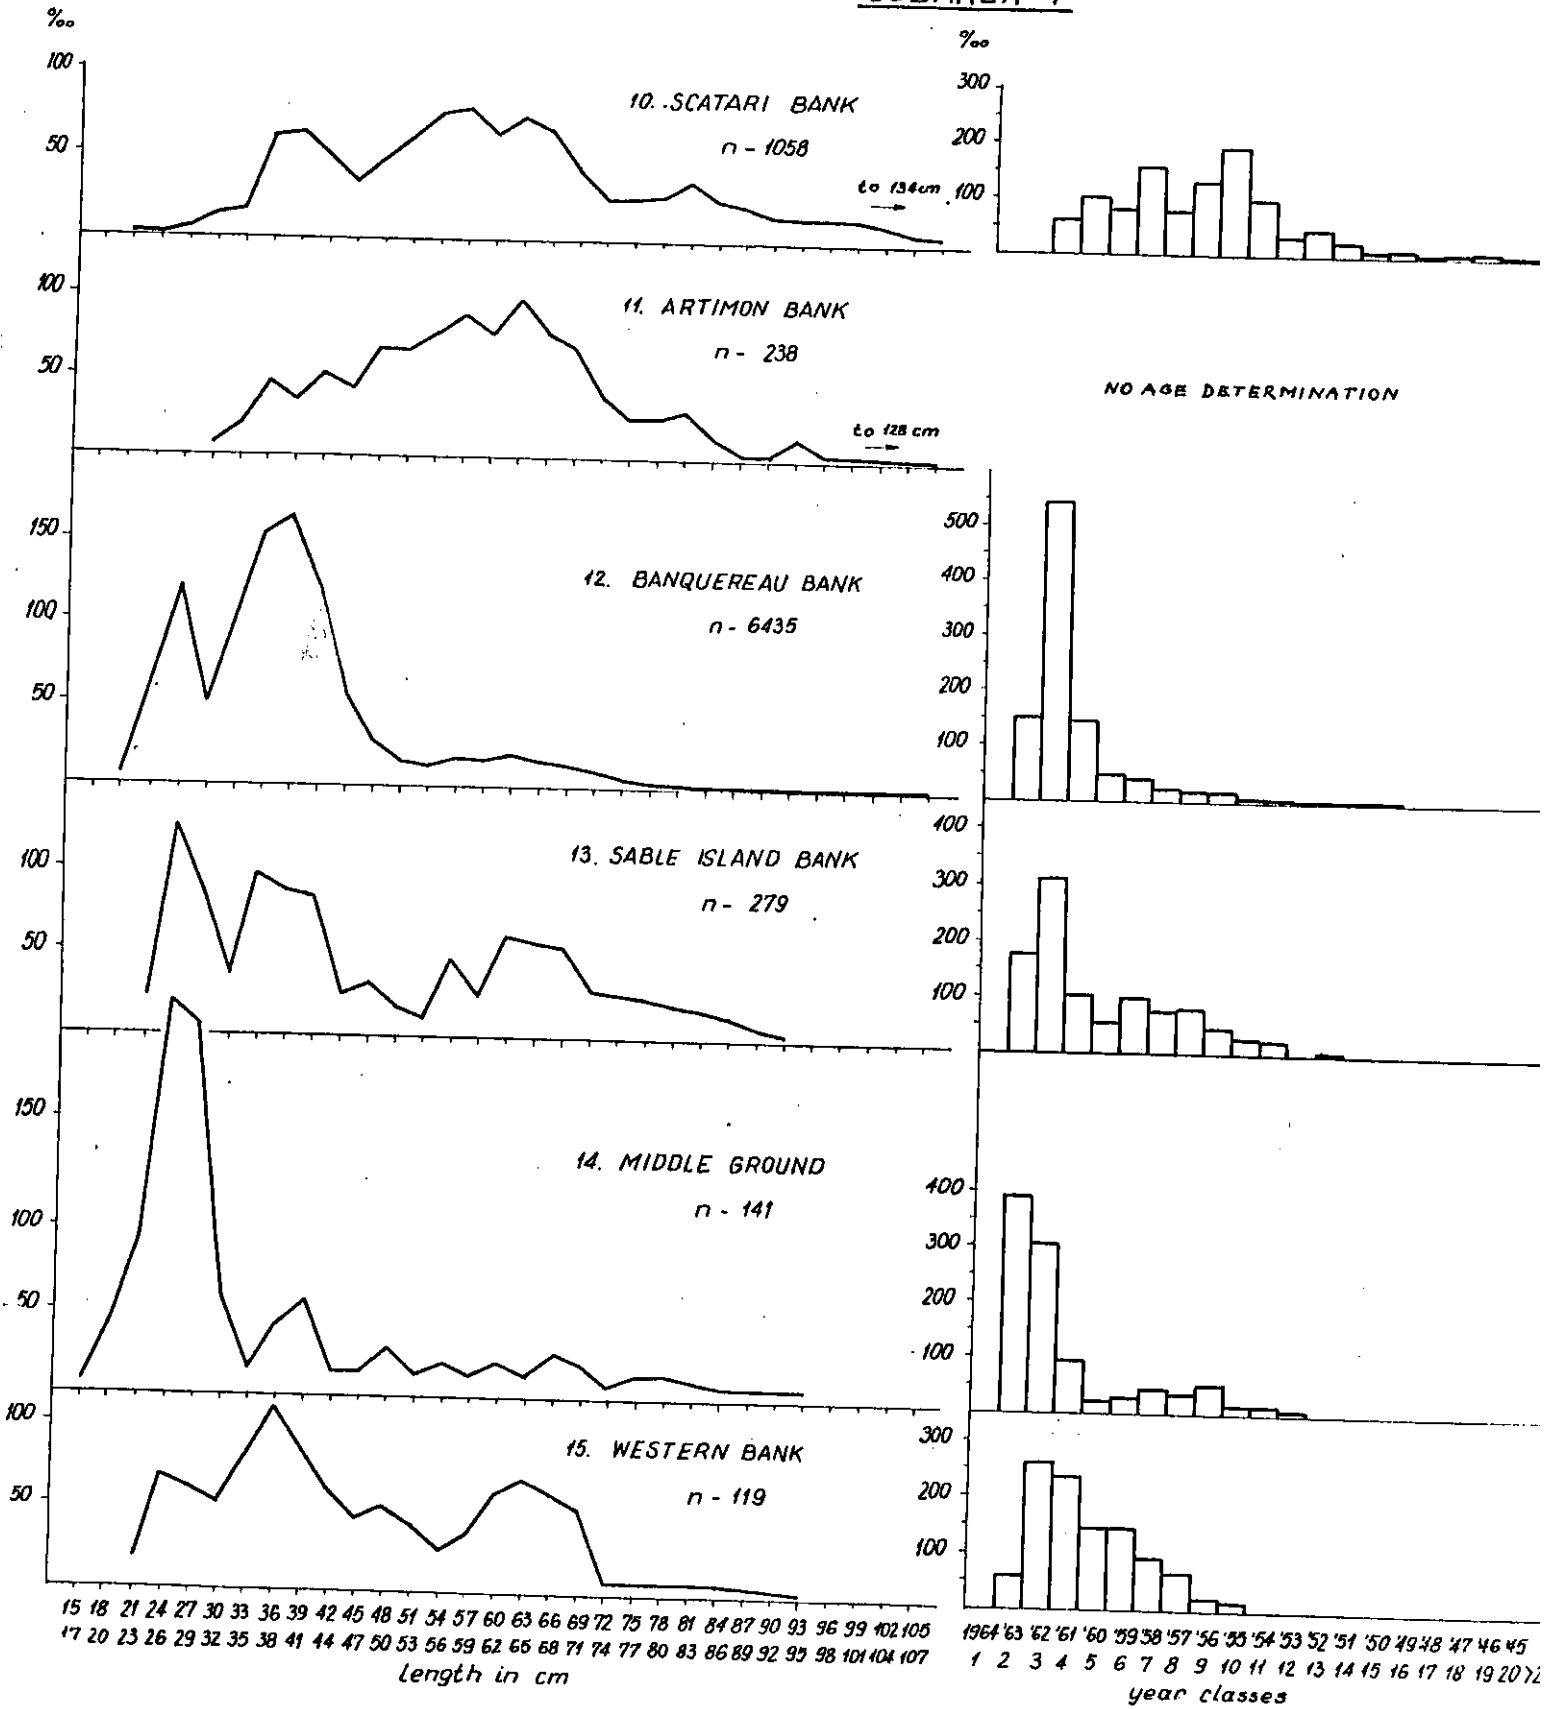 ‰
100
50
10. SCATARI BANK
n - 1058
to 134cm
‰
300
200
100
100
50
11. ARTIMON BANK
n - 238
to 128 cm
NO AGE DETERMINATION
150
100
50
12. BANQUEREAU BANK
n - 6435
500
400
300
200
100
100
50
13. SABLE ISLAND BANK
n - 279
400
300
200
100
150
100
50
14. MIDDLE GROUND
n - 141
400
300
200
100
100
50
15. WESTERN BANK
n - 119
300
200
100
15 18 21 24 27 30 33 36 39 42 45 48 51 54 57 60 63 66 69 72 75 78 81 84 87 90 93 96 99 102 105
17 20 23 26 29 32 35 38 41 44 47 50 53 56 59 62 65 68 71 74 77 80 83 86 89 92 95 98 101 104 107
length in cm
1964 '63 '62 '61 '60 '59 '58 '57 '56 '55 '54 '53 '52 '51 '50 '49 '48 '47 '46 '45
1 2 3 4 5 6 7 8 9 10 11 12 13 14 15 16 17 18 19 20
year classes